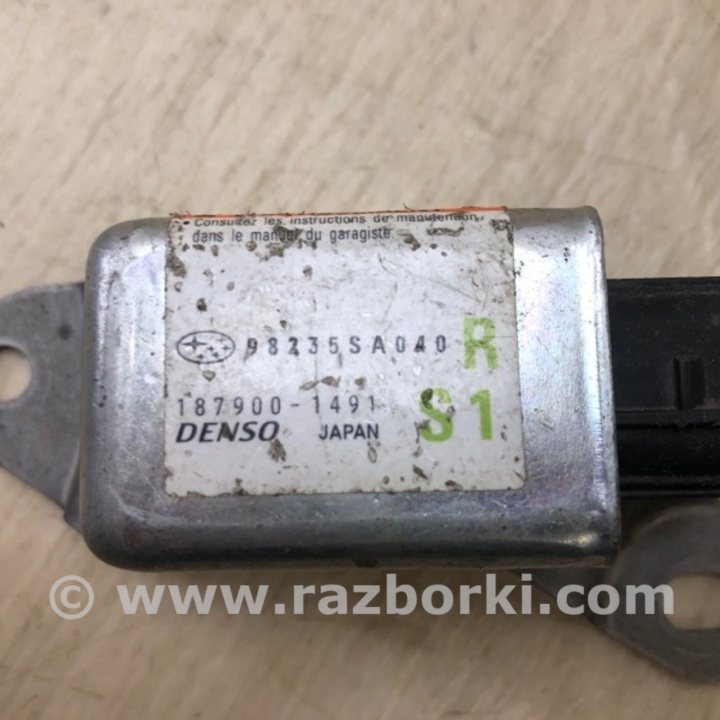 • Consultez les instructions de manutention
dans le manuel du garagiste.
98235SA040 R
187900-1491 S1
DENSO JAPAN
© www.razborki.com